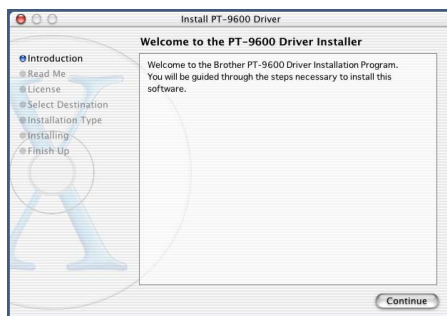 Install PT-9600 Driver
Welcome to the PT-9600 Driver Installer
Introduction
Read Me
License
Select Destination
Installation Type
Installing
Finish Up
Welcome to the Brother PT-9600 Driver Installation Program.
You will be guided through the steps necessary to install this
software.
Continue